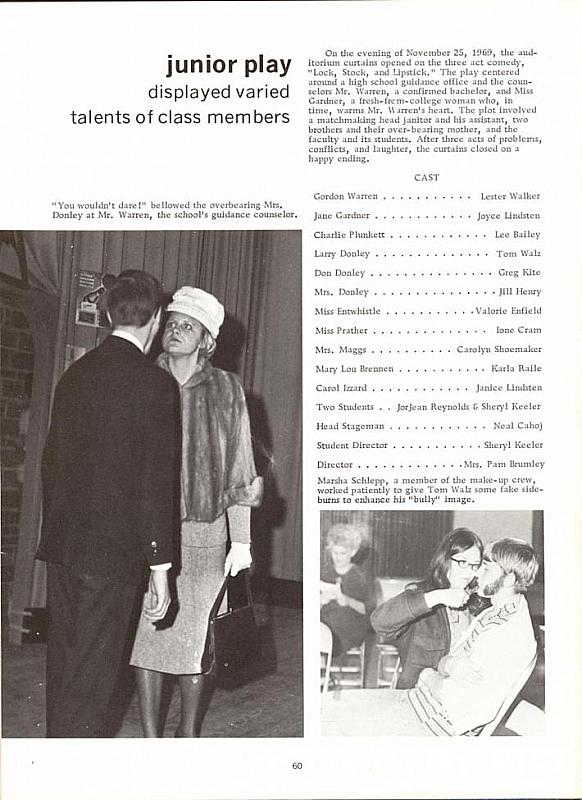 junior play
displayed varied
talents of class members
On the evening of November 25, 1969, the aud-
itorium curtains opened on the three act comedy,
"Lock, Stock, and Lipstick." The play centered
around a high school guidance office and the coun-
selors Mr. Warren, a confirmed bachelor, and Miss
Gardner, a fresh-from-college woman who, in
time, warms Mr. Warren's heart. The plot involved
a matchmaking head janitor and his assistant, two
brothers and their over-bearing mother, and the
faculty and its students. After three acts of problems,
conflicts, and laughter, the curtains closed on a
happy ending.
CAST
Gordon Warren . . . . . . . . . . . Lester Walker
Jane Gardner . . . . . . . . . . . . Joyce Lindsten
Charlie Plunkett . . . . . . . . . . . . Lee Bailey
Larry Donley . . . . . . . . . . . . . . Tom Walz
Don Donley . . . . . . . . . . . . . . . Greg Kite
Mrs. Donley . . . . . . . . . . . . . . . Jill Henry
Miss Entwhistle . . . . . . . . . . . Valorie Enfield
Miss Prather . . . . . . . . . . . . . . Ione Cram
Mrs. Maggs . . . . . . . . . . Carolyn Shoemaker
Mary Lou Brennen . . . . . . . . . . . Karla Raile
Carol Izzard . . . . . . . . . . . . Janice Lindsten
Two Students . . JorJean Reynolds & Sheryl Keeler
Head Stageman . . . . . . . . . . . . Neal Cahoj
Student Director . . . . . . . . . . . Sheryl Keeler
Director . . . . . . . . . . . . . Mrs. Pam Brumley
"You wouldn't dare!" bellowed the overbearing Mrs.
Donley at Mr. Warren, the school's guidance counselor.
Marsha Schlepp, a member of the make-up crew,
worked patiently to give Tom Walz some fake side-
burns to enhance his "bully" image.
60